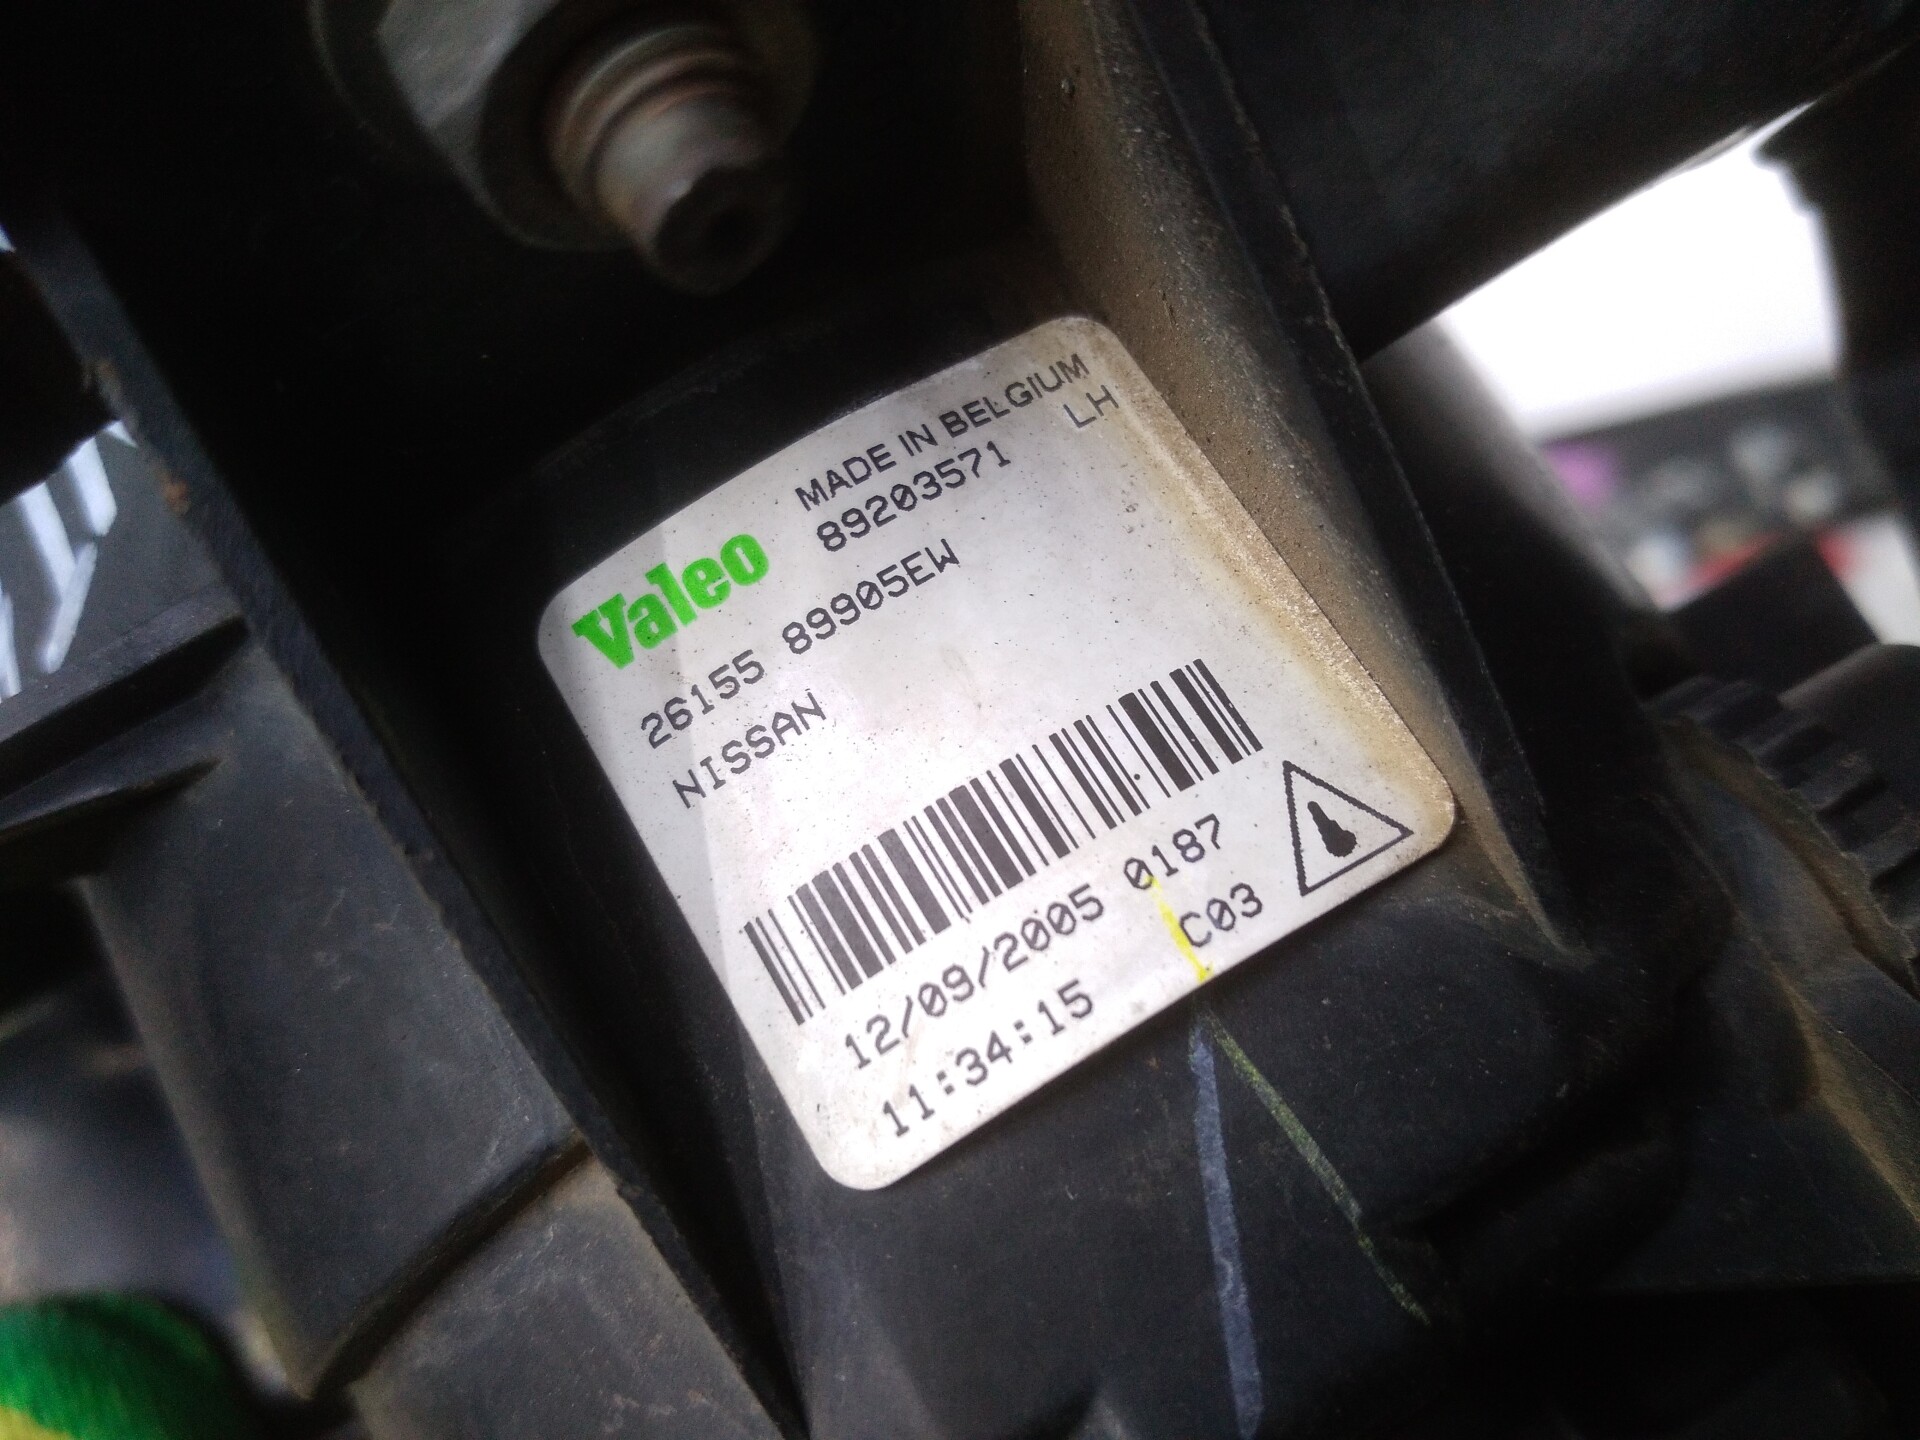 MADE IN BELGIUM
Valeo 89203571 LH
26155 89905EW
NISSAN
12/09/2005 0187
11:34:15 C03